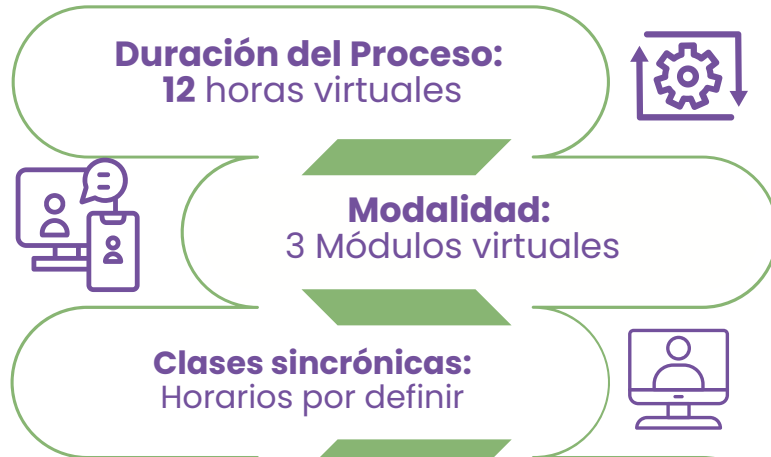 Duración del Proceso:
12 horas virtuales
Modalidad:
3 Módulos virtuales
Clases sincrónicas:
Horarios por definir